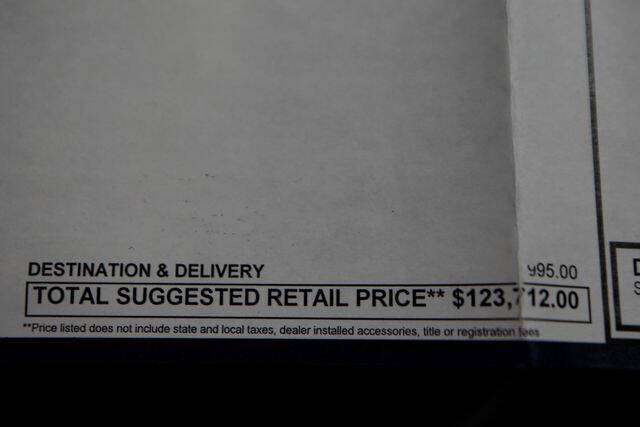 DESTINATION & DELIVERY 995.00
TOTAL SUGGESTED RETAIL PRICE** $123,712.00
**Price listed does not include state and local taxes, dealer installed accessories, title or registration fees